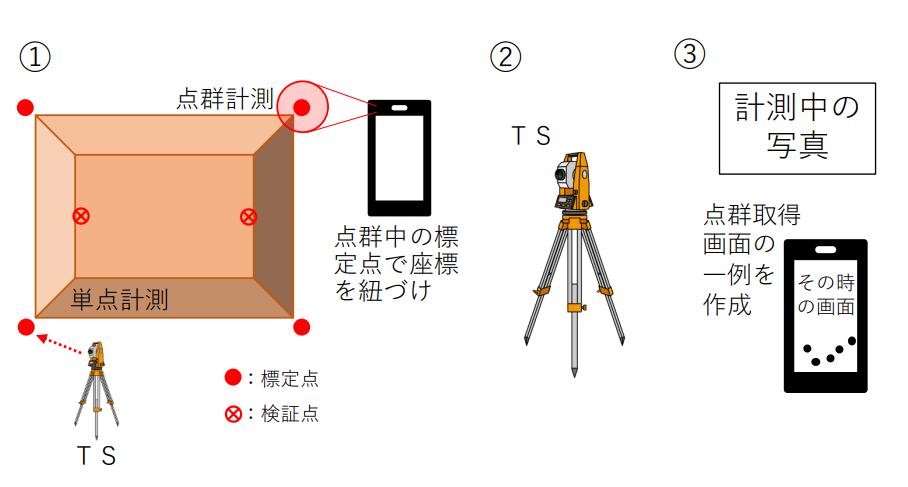 ①
点群計測
点群中の標
定点で座標
を紐づけ
単点計測
：標定点
：検証点
ＴＳ
②
ＴＳ
③
計測中の
写真
点群取得
画面の
一例を
作成
その時
の画面